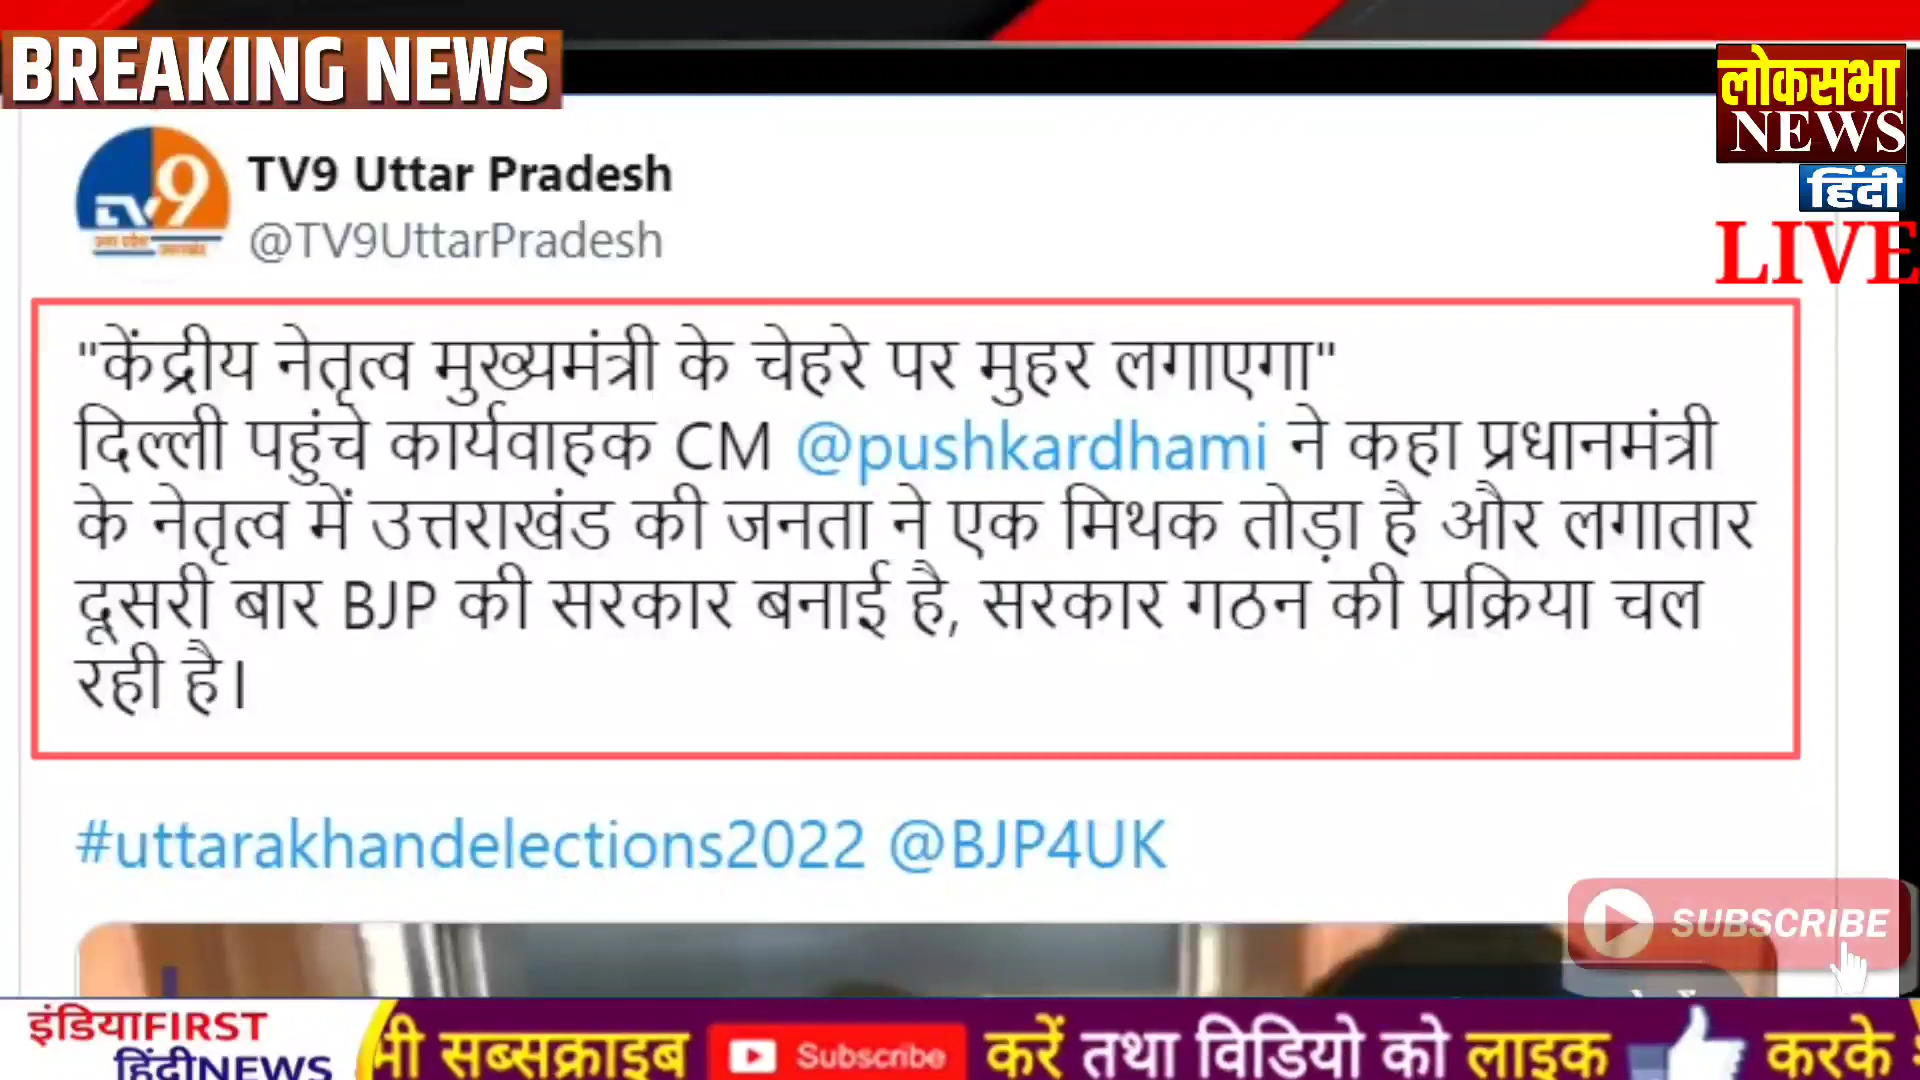 BREAKING NEWS
लोकसभा
NEWS
हिंदी
LIVE
TV9
TV9 Uttar Pradesh
@TV9UttarPradesh
"केंद्रीय नेतृत्व मुख्यमंत्री के चेहरे पर मुहर लगाएगा"
दिल्ली पहुंचे कार्यवाहक CM @pushkardhami ने कहा प्रधानमंत्री
के नेतृत्व में उत्तराखंड की जनता ने एक मिथक तोड़ा है और लगातार
दूसरी बार BJP की सरकार बनाई है, सरकार गठन की प्रक्रिया चल
रही है।
#uttarakhandelections2022 @BJP4UK
SUBSCRIBE
इंडियाFIRST
हिंदीNEWS
सब्सक्राइब Subscribe करें तथा विडियो को लाइक करके